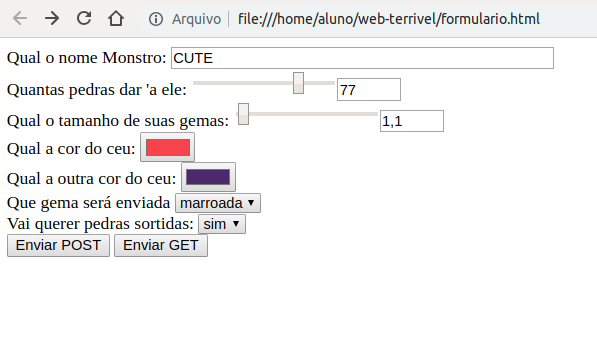 Arquivo file:///home/aluno/web-terrivel/formulario.html
Qual o nome Monstro: CUTE
Quantas pedras dar 'a ele: 77
Qual o tamanho de suas gemas: 1,1
Qual a cor do ceu:
Qual a outra cor do ceu:
Que gema será enviada marroada
Vai querer pedras sortidas: sim
Enviar POST Enviar GET